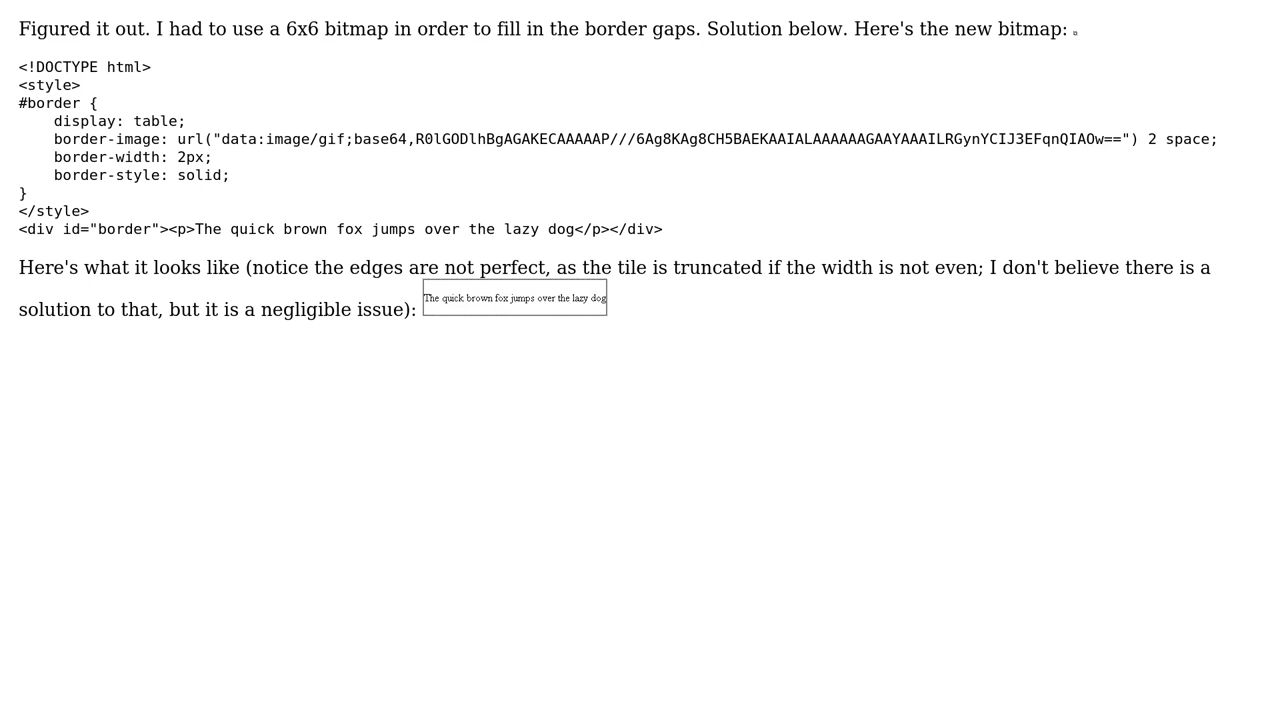 Figured it out. I had to use a 6x6 bitmap in order to fill in the border gaps. Solution below. Here's the new bitmap:
<!DOCTYPE html>
<style>
#border {
    display: table;
    border-image: url("data:image/gif;base64,R0lGODlhBgAGAKECAAAAAP///6Ag8KAg8CH5BAEKAAIALAAAAAAGAAYAAAILRGynYCIJ3EFqnQIAOw==") 2 space;
    border-width: 2px;
    border-style: solid;
}
</style>
<div id="border"><p>The quick brown fox jumps over the lazy dog</p></div>
Here's what it looks like (notice the edges are not perfect, as the tile is truncated if the width is not even; I don't believe there is a
solution to that, but it is a negligible issue): The quick brown fox jumps over the lazy dog